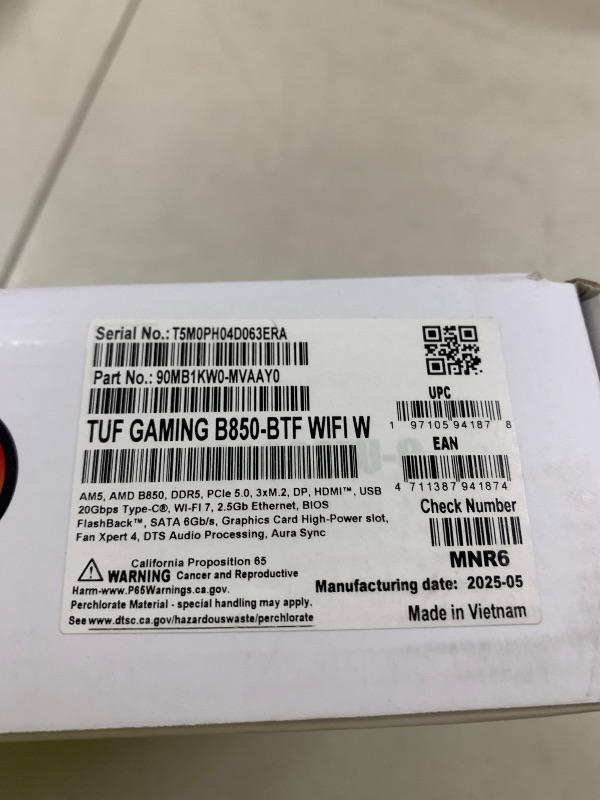 Serial No.: T5M0PH04D063ERA
Part No.: 90MB1KW0-MVAAY0
UPC
1 97105 94187 8
TUF GAMING B850-BTF WIFI W
EAN
4 711387 941874
AM5, AMD B850, DDR5, PCIe 5.0, 3xM.2, DP, HDMI™, USB
20Gbps Type-C®, WI-FI 7, 2.5Gb Ethernet, BIOS
FlashBack™, SATA 6Gb/s, Graphics Card High-Power slot,
Fan Xpert 4, DTS Audio Processing, Aura Sync
Check Number
MNR6
California Proposition 65
WARNING Cancer and Reproductive
Harm-www.P65Warnings.ca.gov.
Perchlorate Material - special handling may apply.
See www.dtsc.ca.gov/hazardouswaste/perchlorate
Manufacturing date: 2025-05
Made in Vietnam